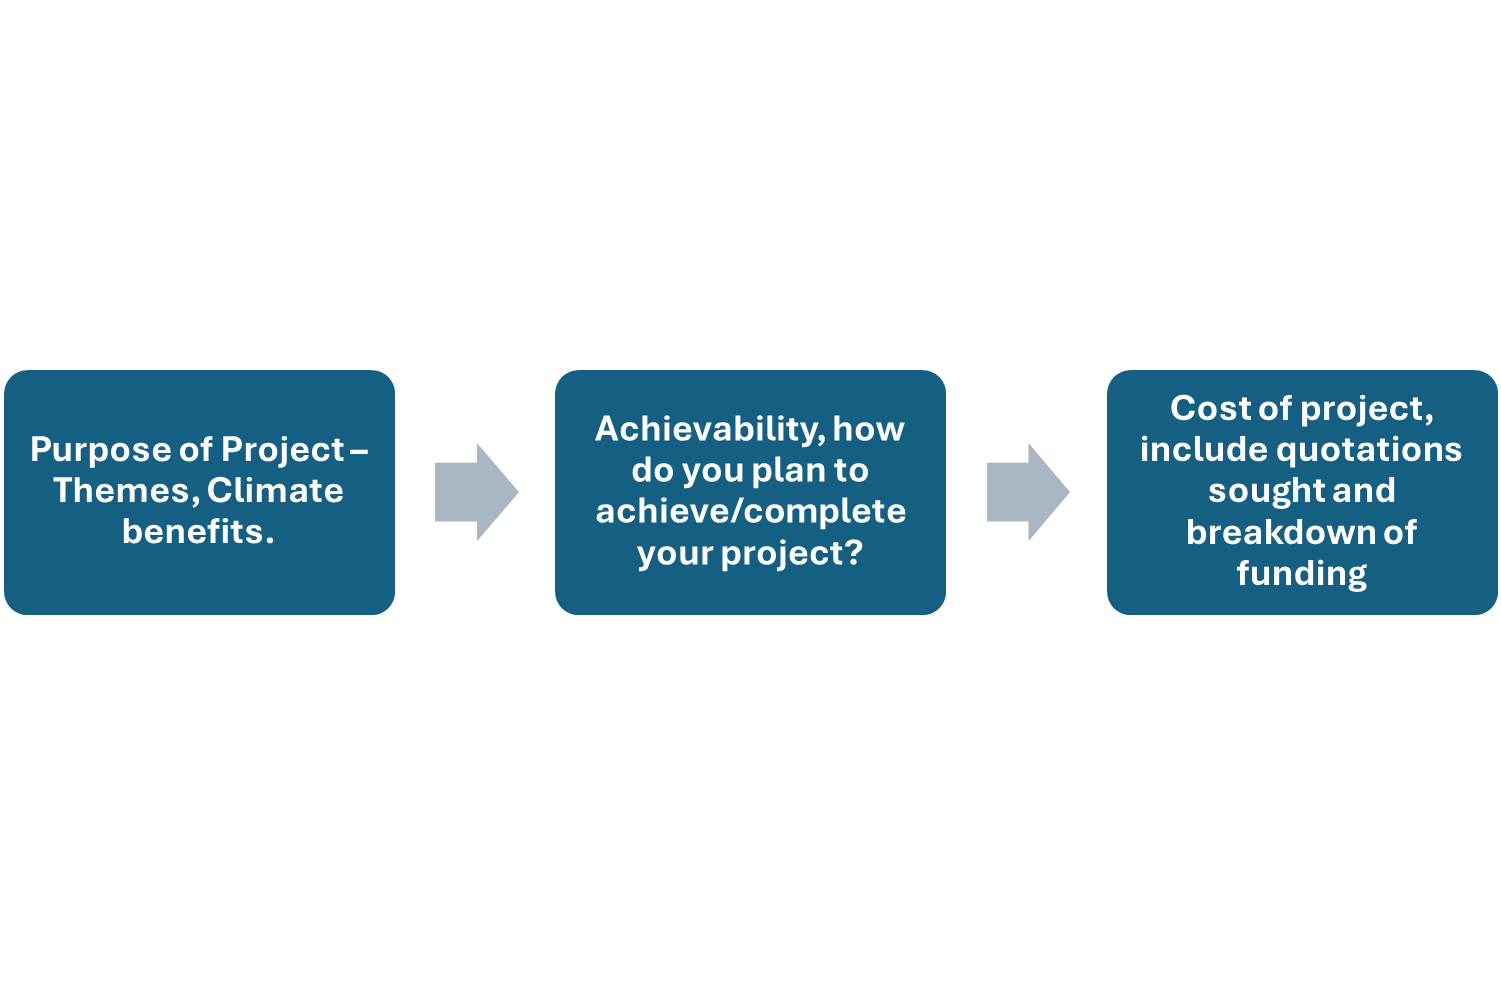 Purpose of Project –
Themes, Climate
benefits.
Achievability, how
do you plan to
achieve/complete
your project?
Cost of project,
include quotations
sought and
breakdown of
funding